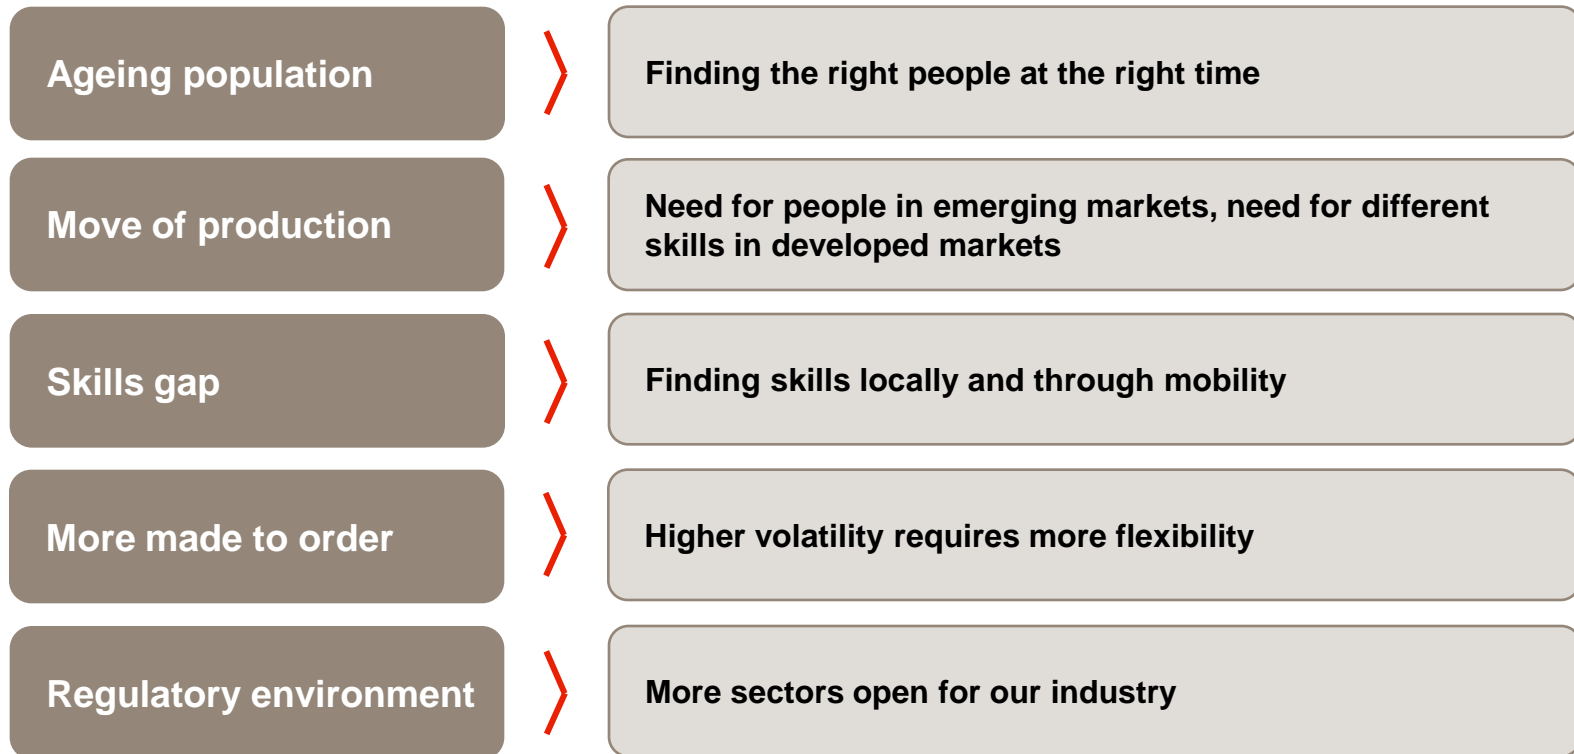 Ageing population
Finding the right people at the right time
Move of production
Need for people in emerging markets, need for different
skills in developed markets
Skills gap
Finding skills locally and through mobility
More made to order
Higher volatility requires more flexibility
Regulatory environment
More sectors open for our industry